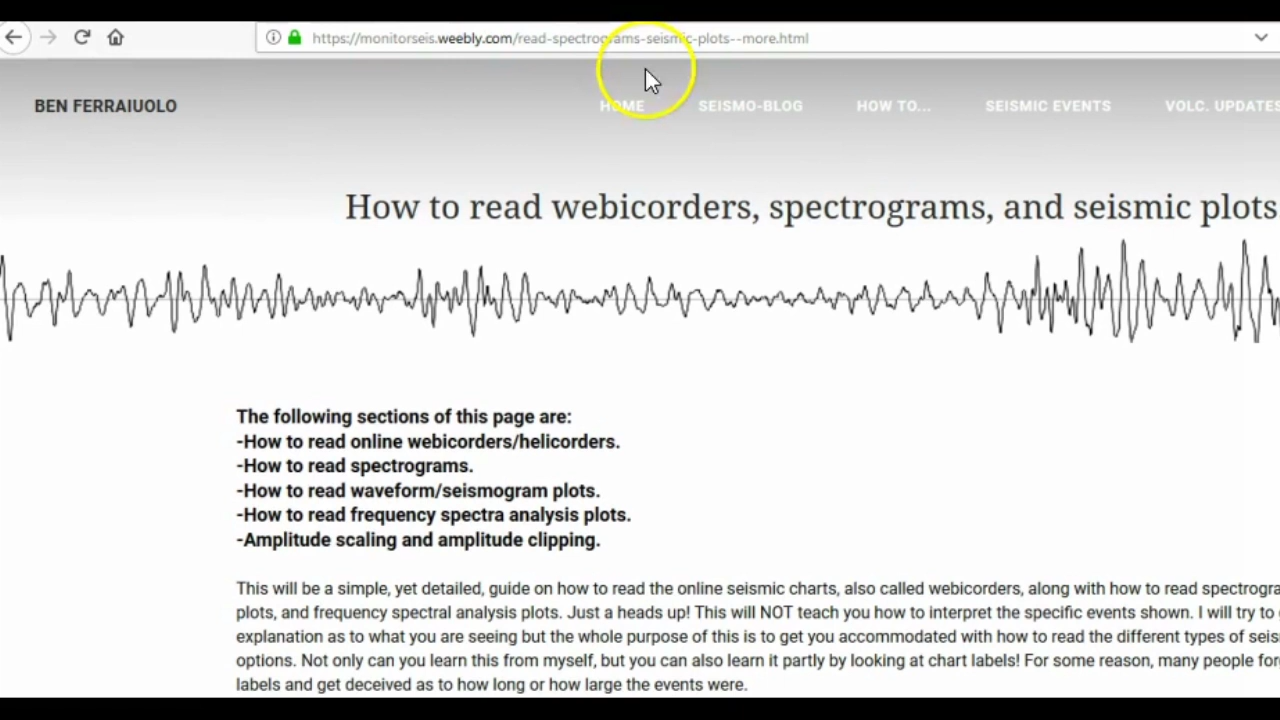 https://monitorseis.weebly.com/read-spectrograms-seismic-plots--more.html
BEN FERRAIUOLO
HOME
SEISMO-BLOG
HOW TO...
SEISMIC EVENTS
VOLC. UPDATES
How to read webicorders, spectrograms, and seismic plots
The following sections of this page are:
-How to read online webicorders/helicorders.
-How to read spectrograms.
-How to read waveform/seismogram plots.
-How to read frequency spectra analysis plots.
-Amplitude scaling and amplitude clipping.
This will be a simple, yet detailed, guide on how to read the online seismic charts, also called webicorders, along with how to read
plots, and frequency spectral analysis plots. Just a heads up! This will NOT teach you how to interpret the specific events shown. I will try to
explanation as to what you are seeing but the whole purpose of this is to get you accommodated with how to read the different types of
options. Not only can you learn this from myself, but you can also learn it partly by looking at chart labels! For some reason, many people
labels and get deceived as to how long or how large the events were.